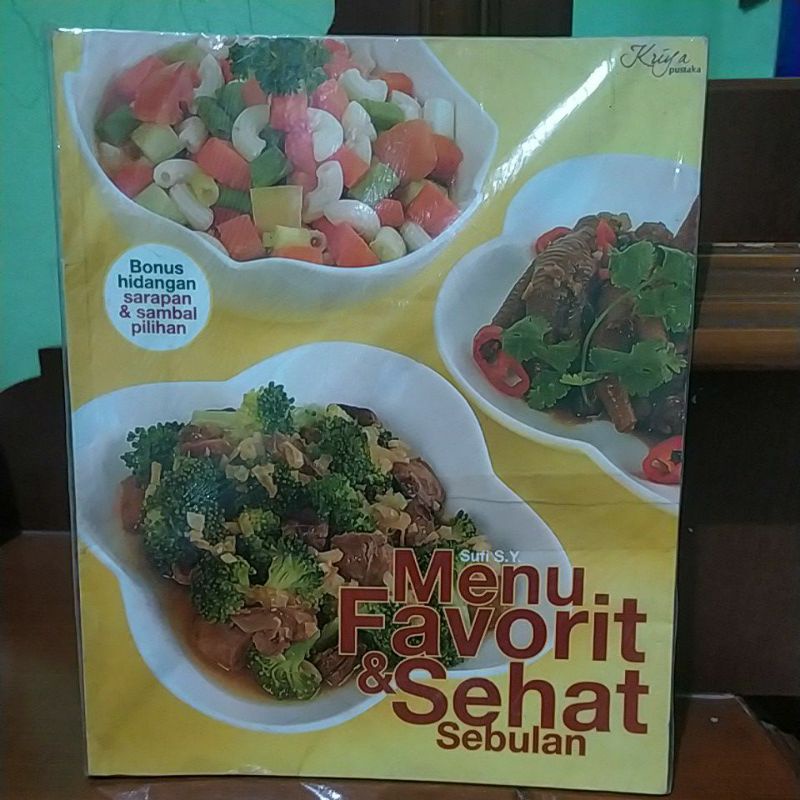 Kriya
pustaka
Bonus
hidangan
sarapan
& sambal
pilihan
Sufi S.Y.
Menu
Favorit
& Sehat
Sebulan